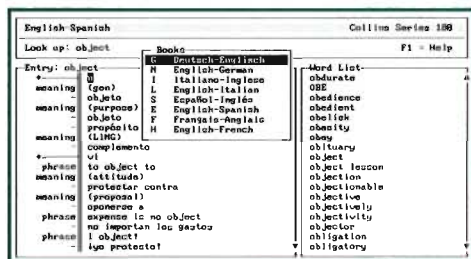 English-Spanish Collins Series 100
Look up: object F1 = Help
Books
G Deutsch-Englisch
N English-German
I Italiano-Inglese
L English-Italian
S Español-Inglés
E English-Spanish
F Français-Anglais
H English-French
Entry: object
n
meaning (gen)
- objeto
meaning (purpose)
- objeto
- propósito
meaning (LING)
- complemento
vi
phrase to object to
meaning (attitude)
- protestar contra
meaning (proposal)
- oponerse a
phrase expense is no object
- no importan los gastos
phrase I object!
- ¡yo protesto!
Word List
obdurate
OBE
obedience
obedient
obelisk
obesity
obey
obituary
object
object lesson
objection
objectionable
objective
objectively
objectivity
objector
obligation
obligatory